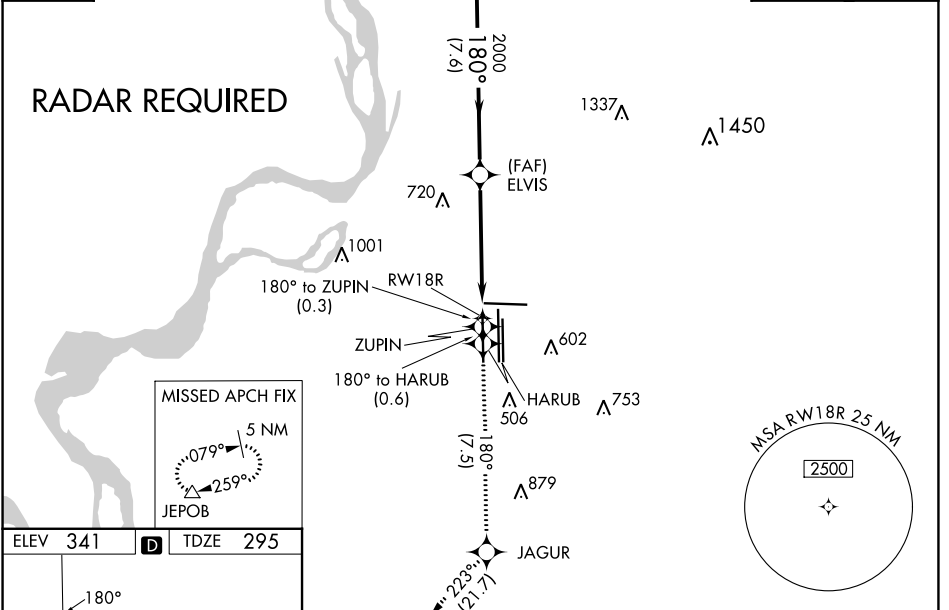 2000
180°
(7.6)
RADAR REQUIRED
1337
1450
(FAF)
ELVIS
720
1001
180° to ZUPIN
(0.3)
RW18R
ZUPIN
602
180° to HARUB
(0.6)
HARUB
506
753
MISSED APCH FIX
5 NM
079°
259°
JEPOB
180°
(7.5)
MSA RW18R 25 NM
2500
879
ELEV 341
D
TDZE 295
JAGUR
180°
223°
(21.7)